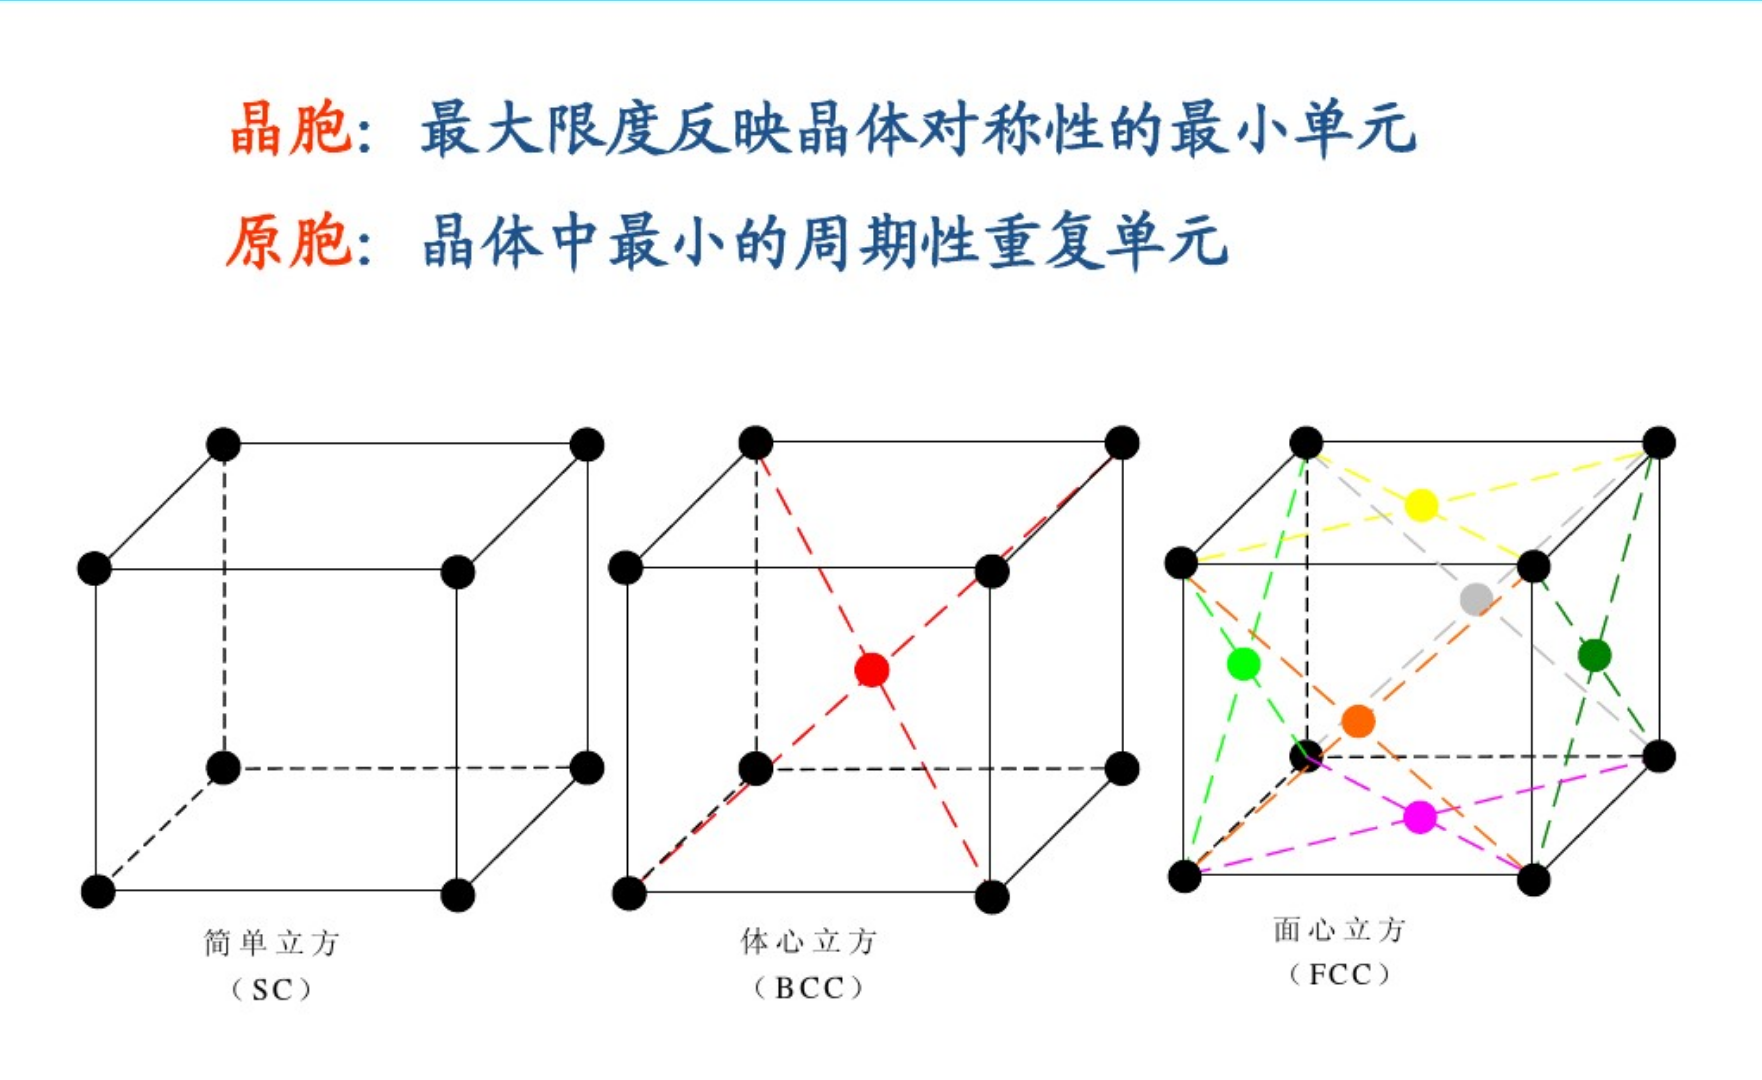 晶胞： 最大限度反映晶体对称性的最小单元
原胞： 晶体中最小的周期性重复单元
简单立方
（SC）
体心立方
（BCC）
面心立方
（FCC）